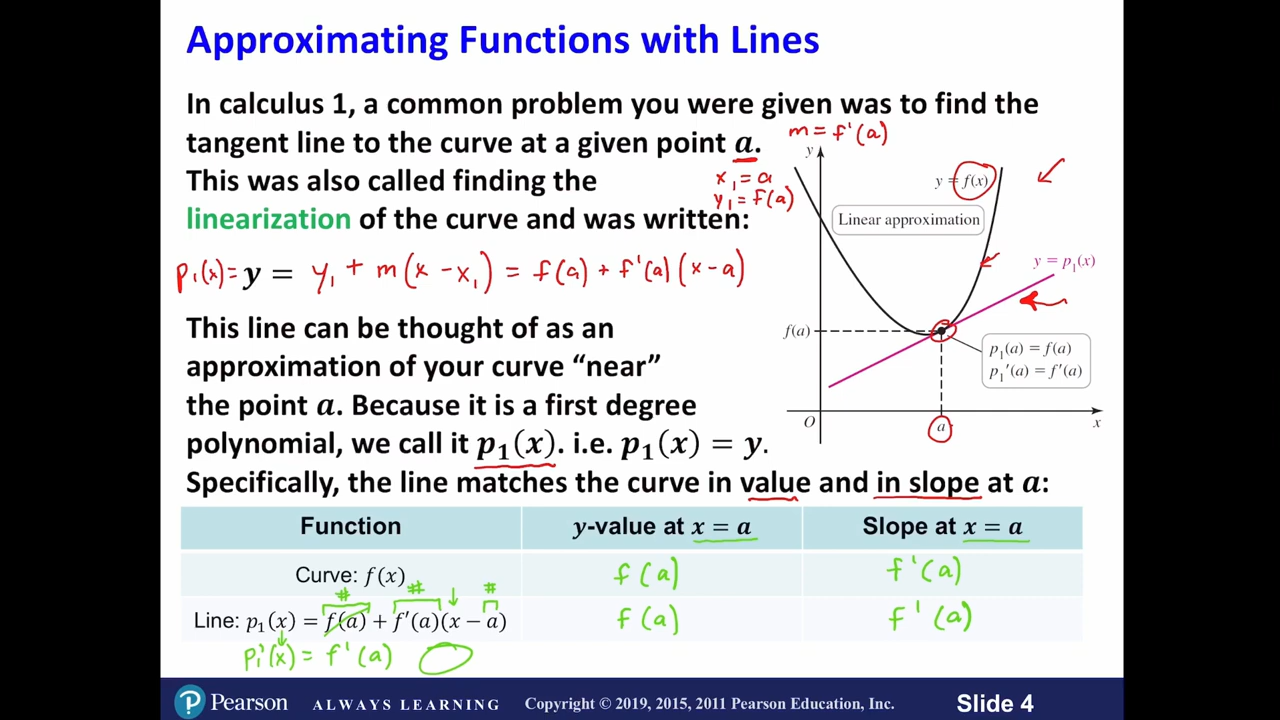 Approximating Functions with Lines
In calculus 1, a common problem you were given was to find the
tangent line to the curve at a given point a.
This was also called finding the
linearization of the curve and was written:
p₁(x) = y = y₁ + m(x - x₁) = f(a) + f'(a)(x-a)
This line can be thought of as an
approximation of your curve “near”
the point a. Because it is a first degree
polynomial, we call it p₁(x). i.e. p₁(x) = y.
Specifically, the line matches the curve in value and in slope at a:
m = f'(a)
x₁ = a
y₁ = f(a)
y
y = f(x)
Linear approximation
y = p₁(x)
f(a)
p₁(a) = f(a)
p₁′(a) = f′(a)
O
a
x
Function y-value at x = a Slope at x = a
Curve: f(x) f(a) f'(a)
# # #
Line: p₁(x) = f(a) + f′(a)(x − a) f(a) f'(a)
p₁'(x) = f'(a)
Pearson ALWAYS LEARNING Copyright © 2019, 2015, 2011 Pearson Education, Inc. Slide 4